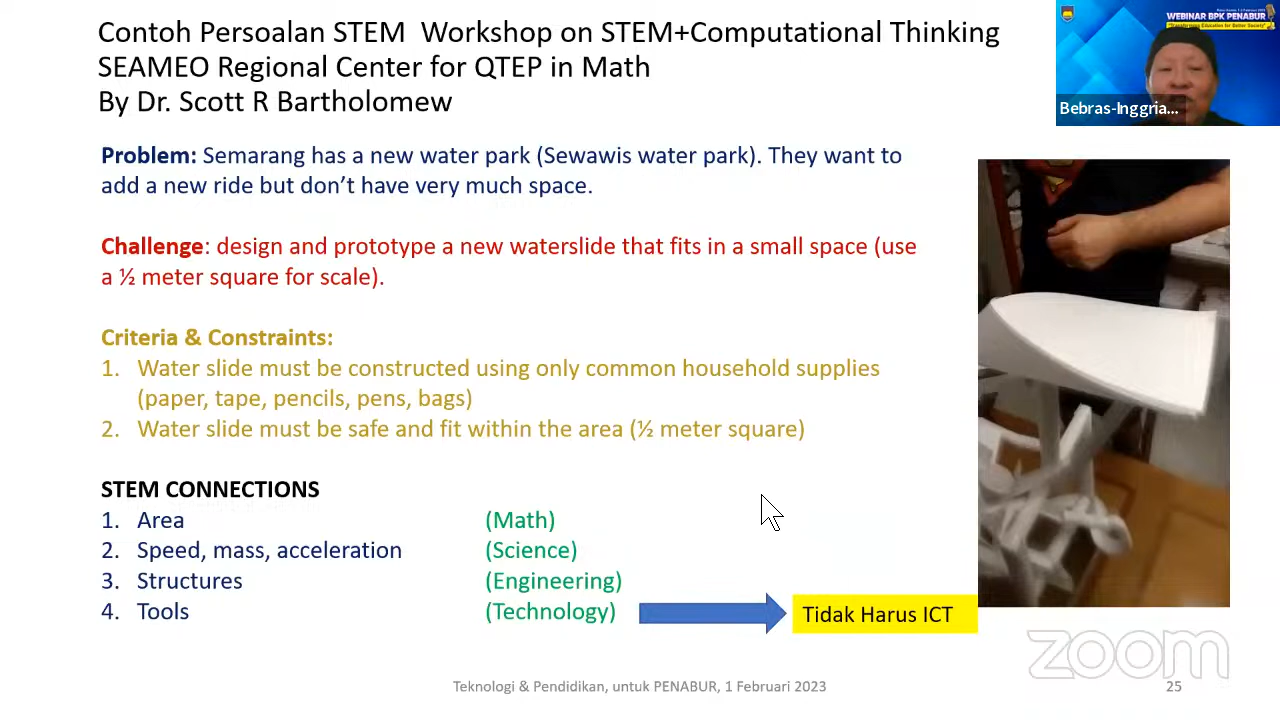 Contoh Persoalan STEM Workshop on STEM+Computational Thinking
SEAMEO Regional Center for QTEP in Math
By Dr. Scott R Bartholomew
WEBINAR BPK PENABUR
"Transforming Education for Better Society"
Bebras-Inggria...
Problem: Semarang has a new water park (Sewawis water park). They want to
add a new ride but don't have very much space.
Challenge: design and prototype a new waterslide that fits in a small space (use
a ½ meter square for scale).
Criteria & Constraints:
1. Water slide must be constructed using only common household supplies
(paper, tape, pencils, pens, bags)
2. Water slide must be safe and fit within the area (½ meter square)
STEM CONNECTIONS
1. Area (Math)
2. Speed, mass, acceleration (Science)
3. Structures (Engineering)
4. Tools (Technology) Tidak Harus ICT
zoom
Teknologi & Pendidikan, untuk PENABUR, 1 Februari 2023 25